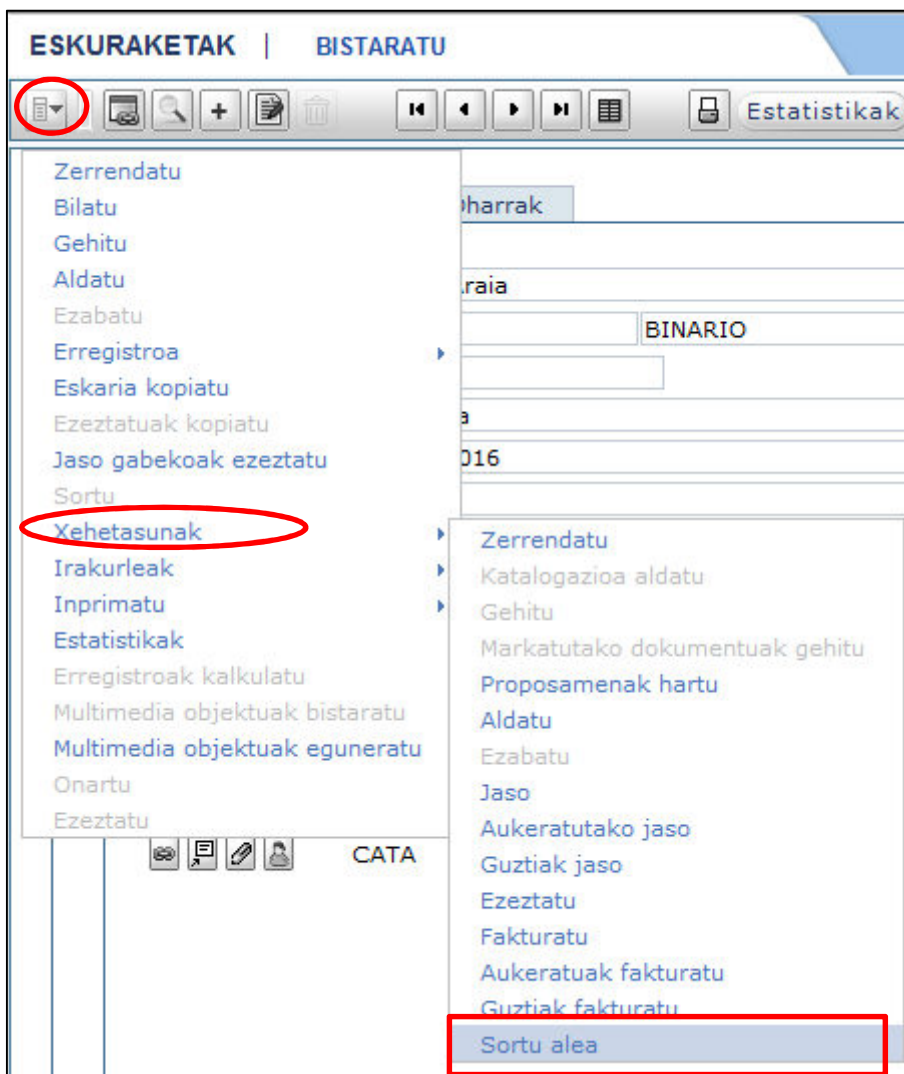 ESKURAKETAK | BISTARATU
Estatistikak
Zerrendatu
Bilatu
Gehitu
Aldatu
Ezabatu
Erregistroa
Eskaria kopiatu
Ezeztatuak kopiatu
Jaso gabekoak ezeztatu
Sortu
Xehetasunak
Irakurleak
Inprimatu
Estatistikak
Erregistroak kalkulatu
Multimedia objektuak bistaratu
Multimedia objektuak eguneratu
Onartu
Ezeztatu
harrak
raia
BINARIO
a
016
Zerrendatu
Katalogazioa aldatu
Gehitu
Markatutako dokumentuak gehitu
Proposamenak hartu
Aldatu
Ezabatu
Jaso
Aukeratutako jaso
Guztiak jaso
Ezeztatu
Fakturatu
Aukeratuak fakturatu
Guztiak fakturatu
Sortu alea
CATA